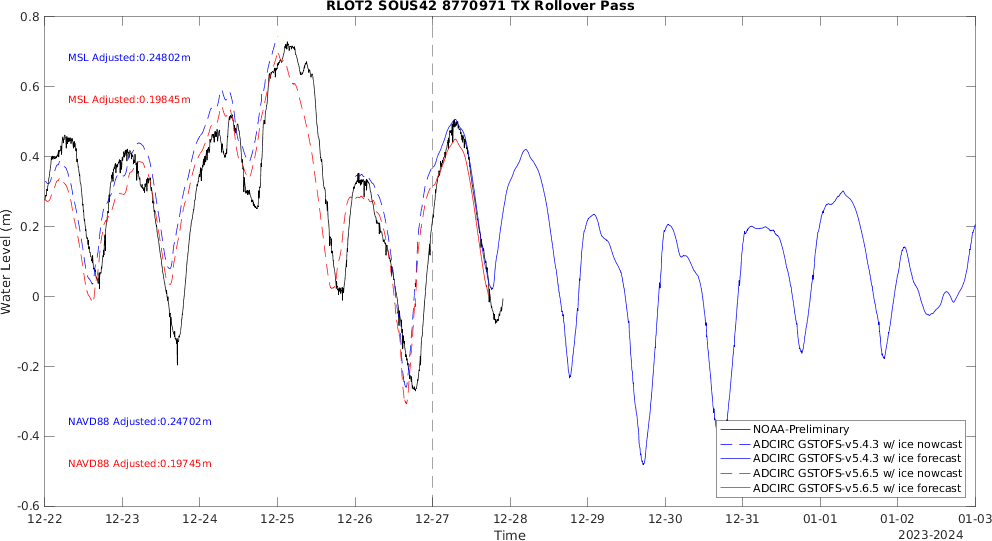 RLOT2 SOUS42 8770971 TX Rollover Pass
0.8
0.6
0.4
0.2
0
-0.2
-0.4
-0.6
Water Level (m)
MSL Adjusted:0.24802m
MSL Adjusted:0.19845m
NAVD88 Adjusted:0.24702m
NAVD88 Adjusted:0.19745m
NOAA-Preliminary
ADCIRC GSTOFS-v5.4.3 w/ ice nowcast
ADCIRC GSTOFS-v5.4.3 w/ ice forecast
ADCIRC GSTOFS-v5.6.5 w/ ice nowcast
ADCIRC GSTOFS-v5.6.5 w/ ice forecast
12-22 12-23 12-24 12-25 12-26 12-27 12-28 12-29 12-30 12-31 01-01 01-02 01-03
Time
2023-2024